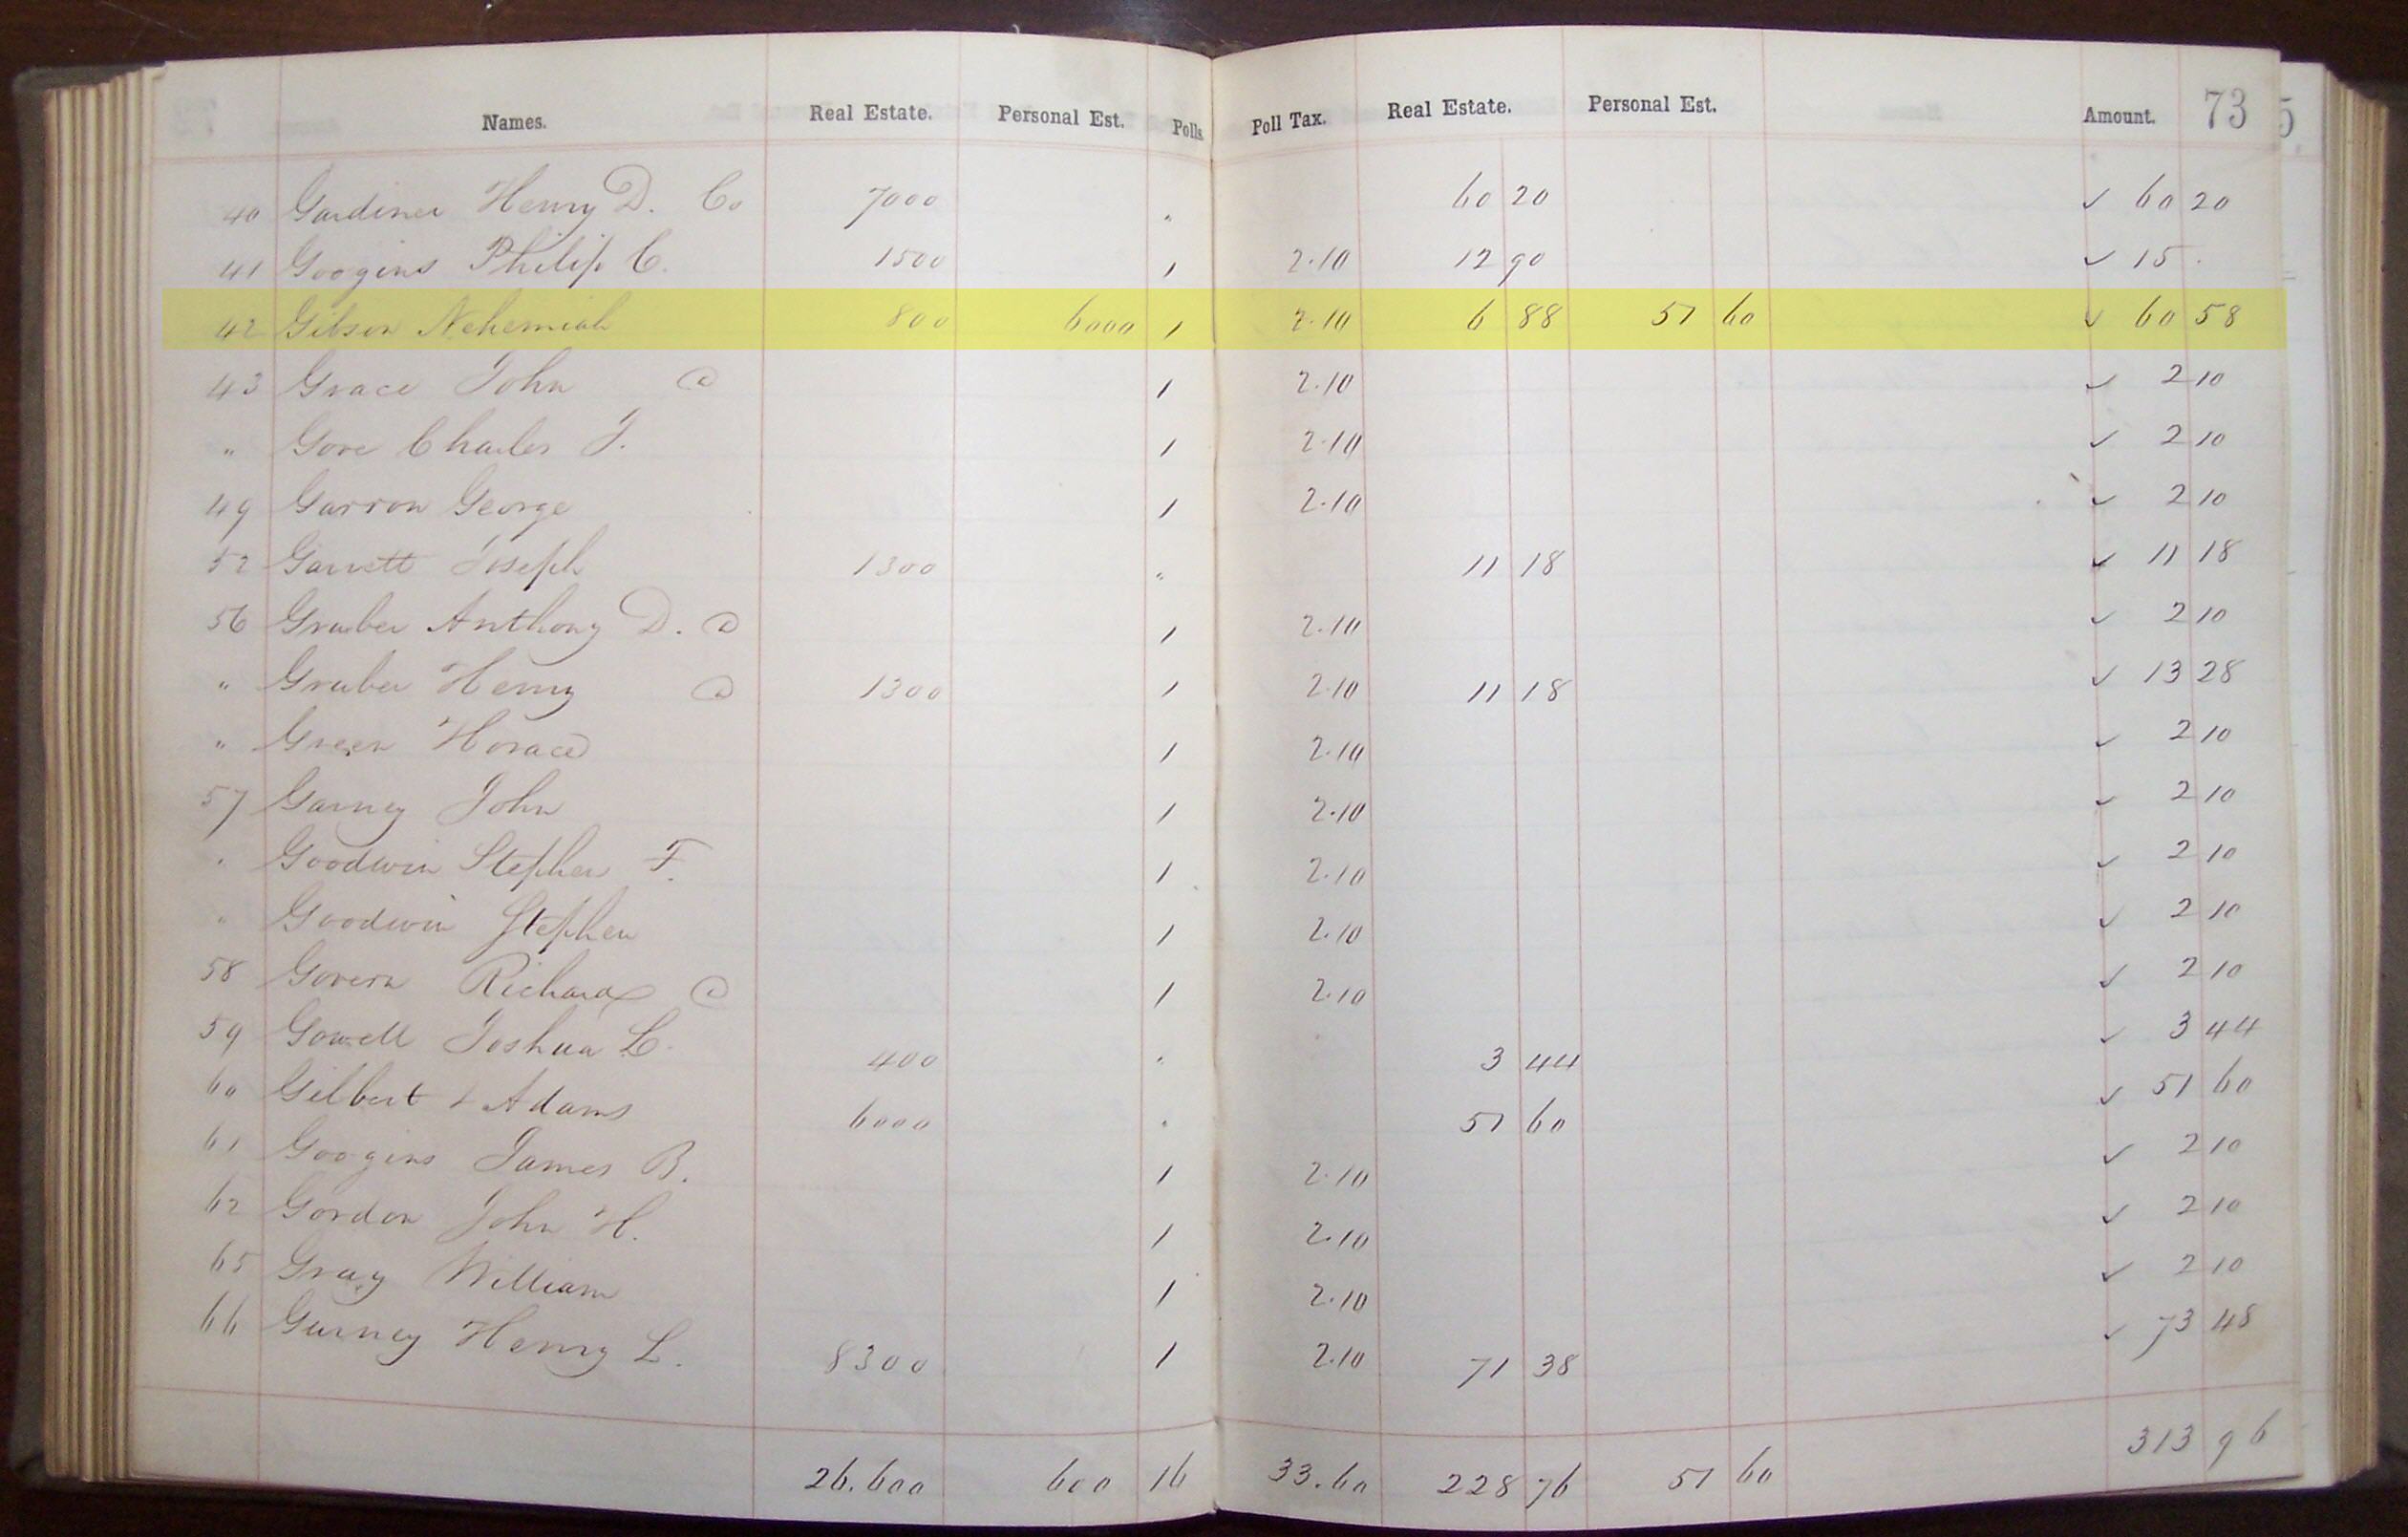 Names. Real Estate. Personal Est. Polls. Poll Tax. Real Estate. Personal Est. Amount. 73 5
40 Gardiner Henry D. Co 7000 " 60 20 ✓ 60 20
41 Googins Philip C. 1500 1 2.10 12 90 ✓ 15 .
42 Gibson Nehemiah 800 6000 1 2.10 6 88 51 60 ✓ 60 58
43 Grace John 1 2.10 ✓ 2 10
" Gore Charles J. 1 2.10 ✓ 2 10
49 Garron George 1 2.10 ✓ 2 10
52 Garrett Joseph 1300 " 11 18 ✓ 11 18
56 Gruber Anthony D. 1 2.10 ✓ 2 10
" Gruber Henry 1300 1 2.10 11 18 ✓ 13 28
" Green Horace 1 2.10 ✓ 2 10
57 Garney John 1 2.10 ✓ 2 10
" Goodwin Stephen F. 1 2.10 ✓ 2 10
" Goodwin Stephen 1 2.10 ✓ 2 10
58 Govern Richard 1 2.10 ✓ 2 10
59 Gowell Joshua L. 400 " 3 44 ✓ 3 44
60 Gilbert & Adams 6000 " 51 60 ✓ 51 60
61 Googins James B. 1 2.10 ✓ 2 10
62 Gordon John H. 1 2.10 ✓ 2 10
65 Gray William 1 2.10 ✓ 2 10
66 Gurney Henry L. 8300 1 2.10 71 38 ✓ 73 48
26.600 600 16 33.60 228 76 51 60 313 96